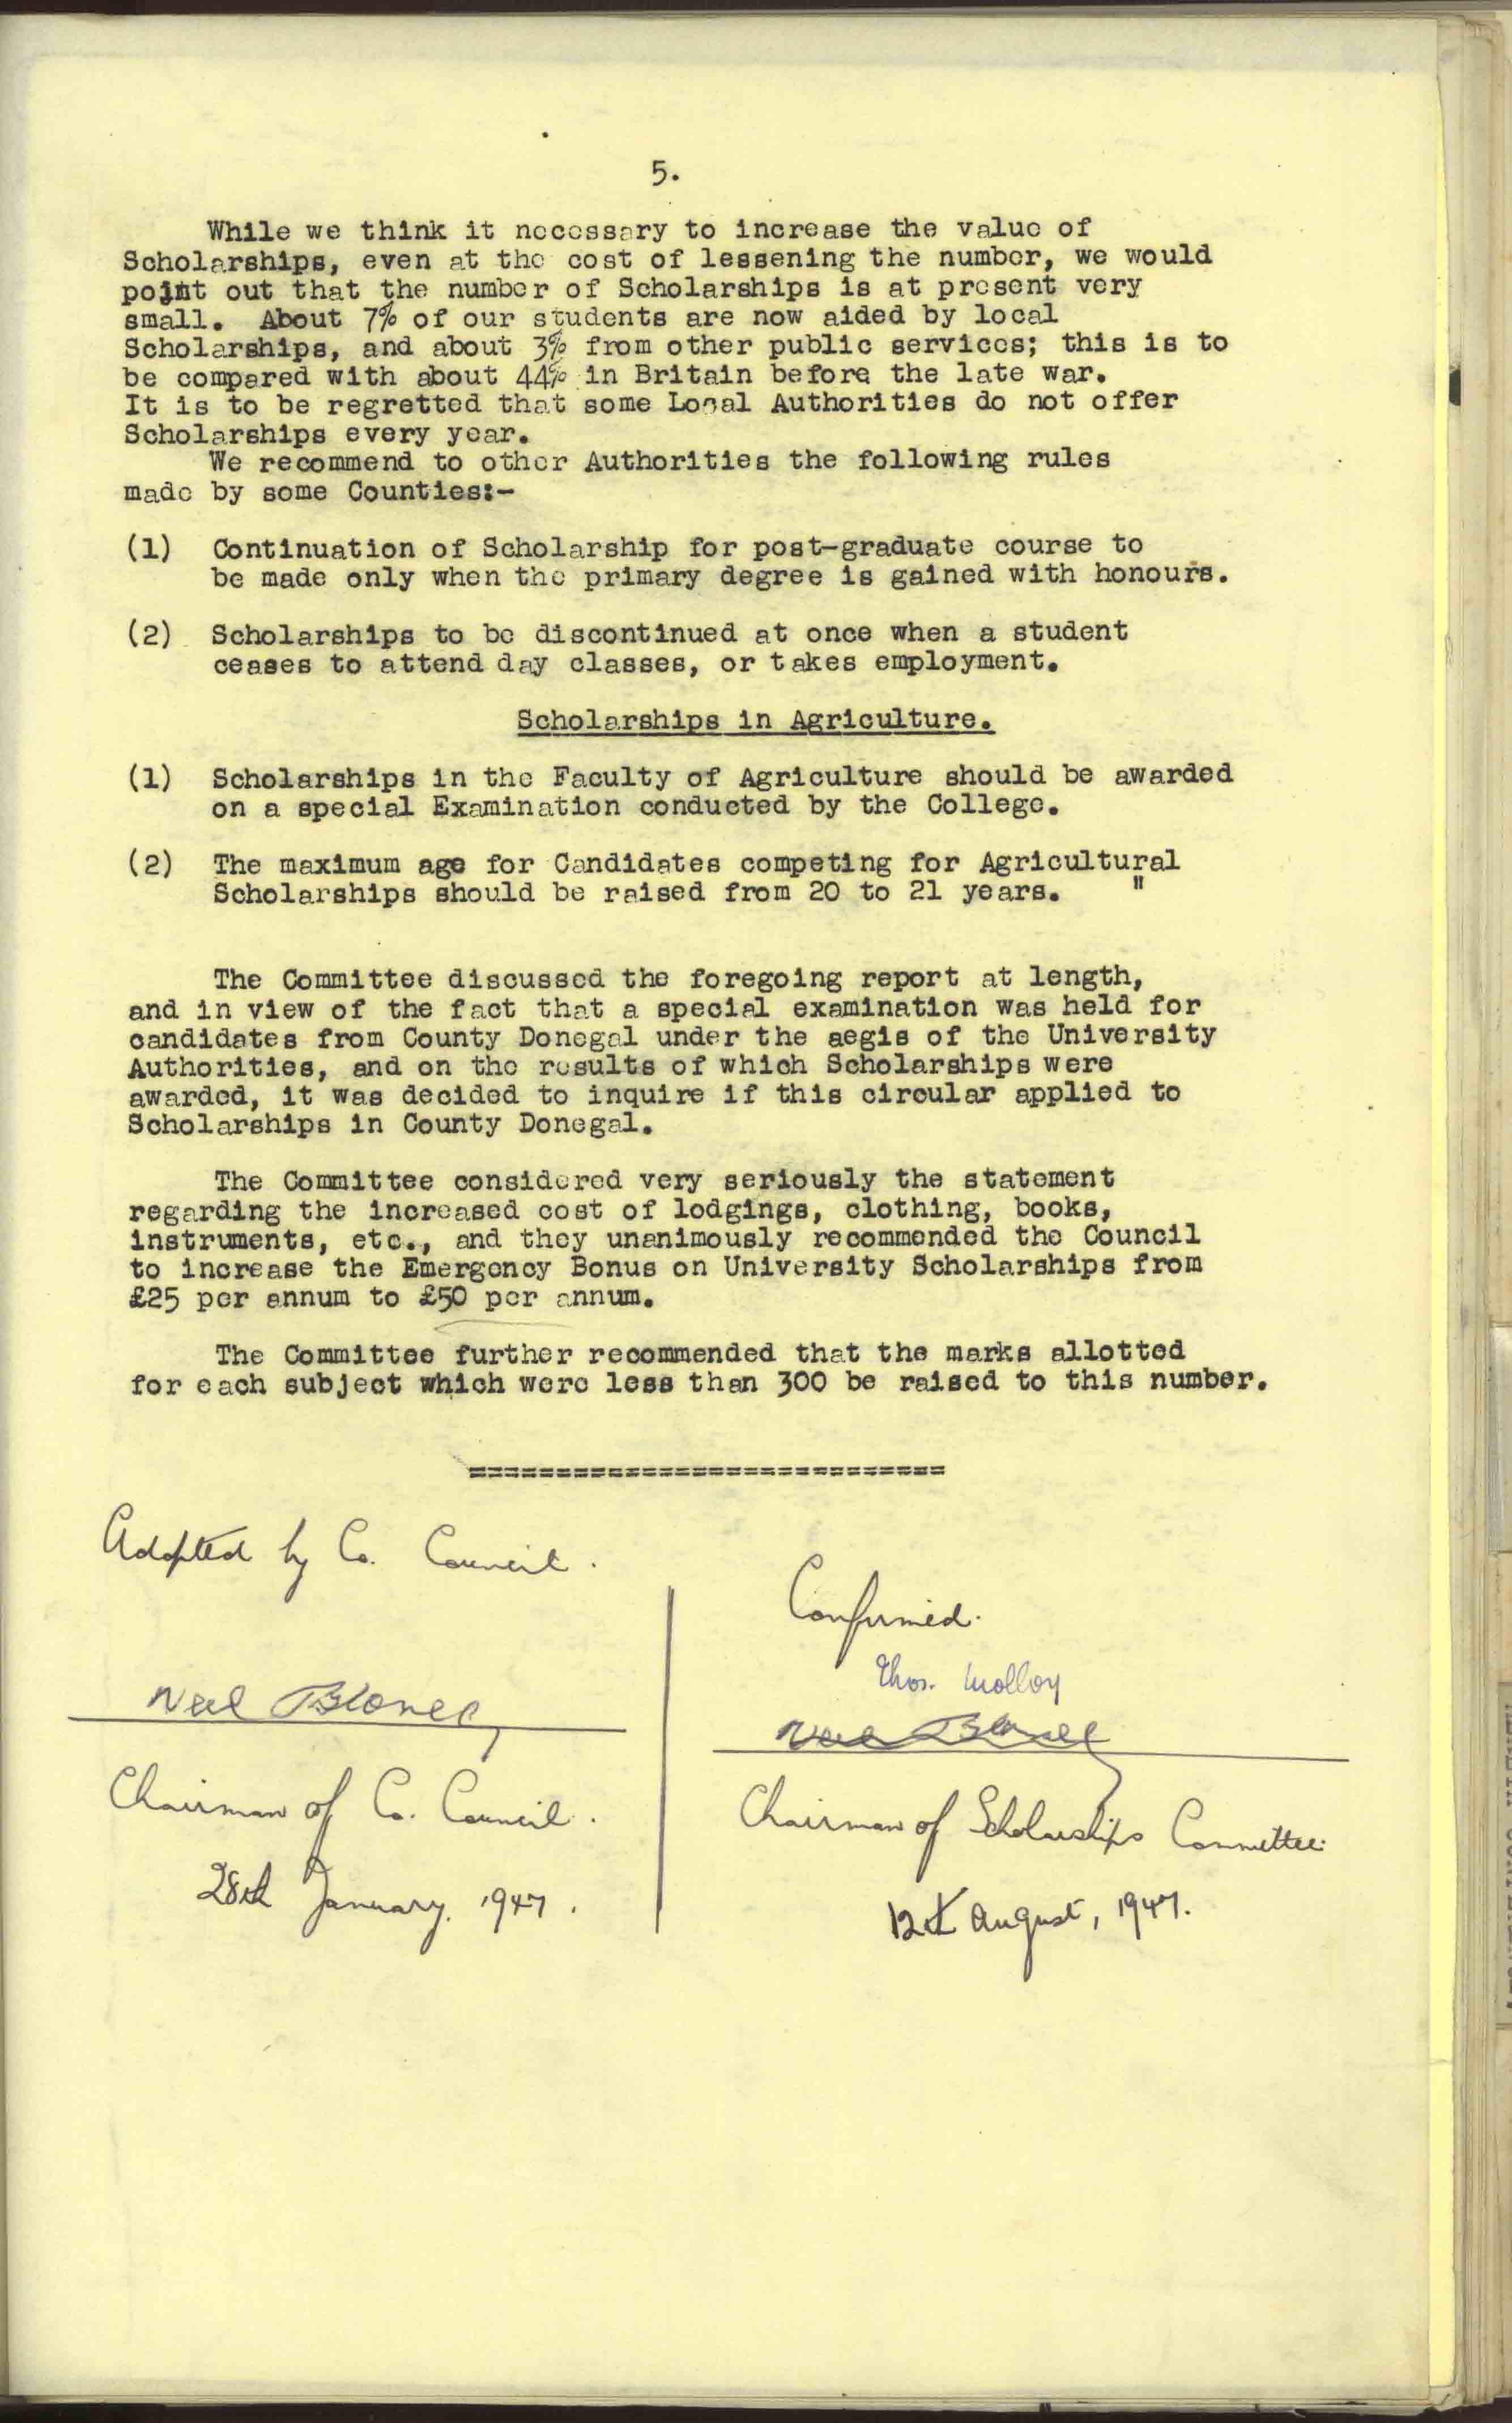 5.
While we think it necessary to increase the value of
Scholarships, even at the cost of lessening the number, we would
point out that the number of Scholarships is at present very
small. About 7% of our students are now aided by local
Scholarships, and about 3% from other public services; this is to
be compared with about 44% in Britain before the late war.
It is to be regretted that some Local Authorities do not offer
Scholarships every year.
We recommend to other Authorities the following rules
made by some Counties:-
(1) Continuation of Scholarship for post-graduate course to
be made only when the primary degree is gained with honours.
(2) Scholarships to be discontinued at once when a student
ceases to attend day classes, or takes employment.
Scholarships in Agriculture.
(1) Scholarships in the Faculty of Agriculture should be awarded
on a special Examination conducted by the College.
(2) The maximum age for Candidates competing for Agricultural
Scholarships should be raised from 20 to 21 years. "
The Committee discussed the foregoing report at length,
and in view of the fact that a special examination was held for
candidates from County Donegal under the aegis of the University
Authorities, and on the results of which Scholarships were
awarded, it was decided to inquire if this circular applied to
Scholarships in County Donegal.
The Committee considered very seriously the statement
regarding the increased cost of lodgings, clothing, books,
instruments, etc., and they unanimously recommended the Council
to increase the Emergency Bonus on University Scholarships from
£25 per annum to £50 per annum.
The Committee further recommended that the marks allotted
for each subject which were less than 300 be raised to this number.
============================
Adopted by Co. Council.
Neil Blaney
Chairman of Co. Council.
28th January, 1947.
Confirmed.
Thos. Molloy
Neil Blaney
Chairman of Scholarships Committee.
12th August, 1947.